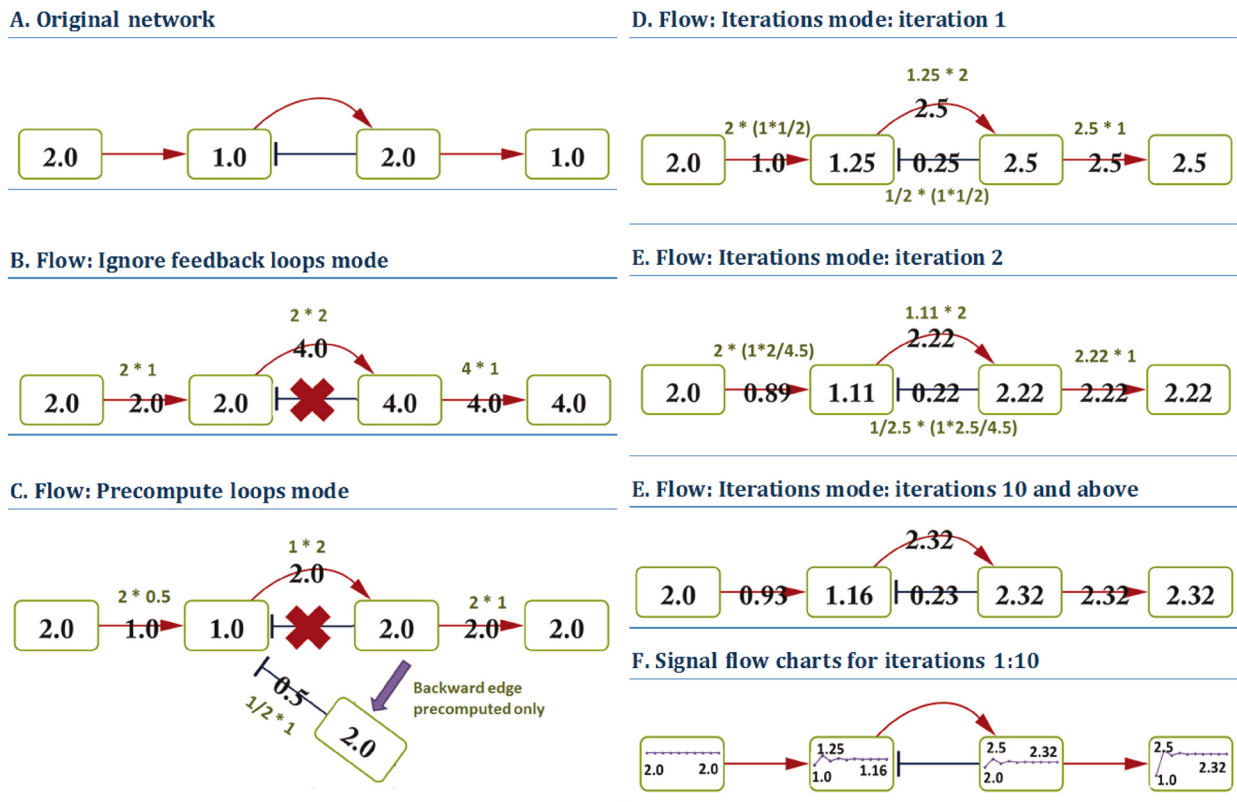 A. Original network
2.0
1.0
2.0
1.0
B. Flow: Ignore feedback loops mode
2 * 2
4.0
2 * 1
4 * 1
2.0
2.0
2.0
4.0
4.0
4.0
C. Flow: Precompute loops mode
1 * 2
2.0
2 * 0.5
2 * 1
2.0
1.0
1.0
2.0
2.0
2.0
0.5
1/2 * 1
Backward edge
precomputed only
2.0
D. Flow: Iterations mode: iteration 1
1.25 * 2
2.5
2 * (1*1/2)
2.5 * 1
2.0
1.0
1.25
0.25
2.5
2.5
2.5
1/2 * (1*1/2)
E. Flow: Iterations mode: iteration 2
1.11 * 2
2.22
2 * (1*2/4.5)
2.22 * 1
2.0
0.89
1.11
0.22
2.22
2.22
2.22
1/2.5 * (1*2.5/4.5)
E. Flow: Iterations mode: iterations 10 and above
2.32
2.0
0.93
1.16
0.23
2.32
2.32
2.32
F. Signal flow charts for iterations 1:10
2.0 2.0
1.25
1.0 1.16
2.5 2.32
2.0
2.5
1.0 2.32